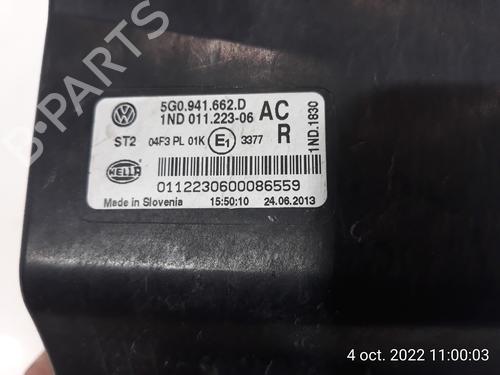 5G0.941.662.D AC
1ND 011.223-06
ST2 04F3 PL 01K E1 3377 R
1ND.1830
HELLA
0112230600086559
Made in Slovenia 15:50:10 24.06.2013
4 oct. 2022 11:00:03